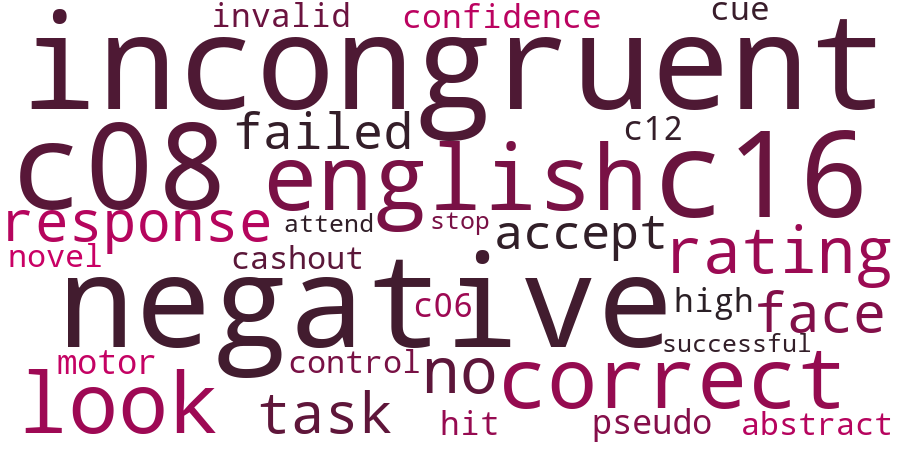 invalid confidence cue
incongruent
failed c12
c08 english c16
response attend stop accept
novel cashout rating
negative c06 high face
successful
motor control no correct
look task hit pseudo abstract